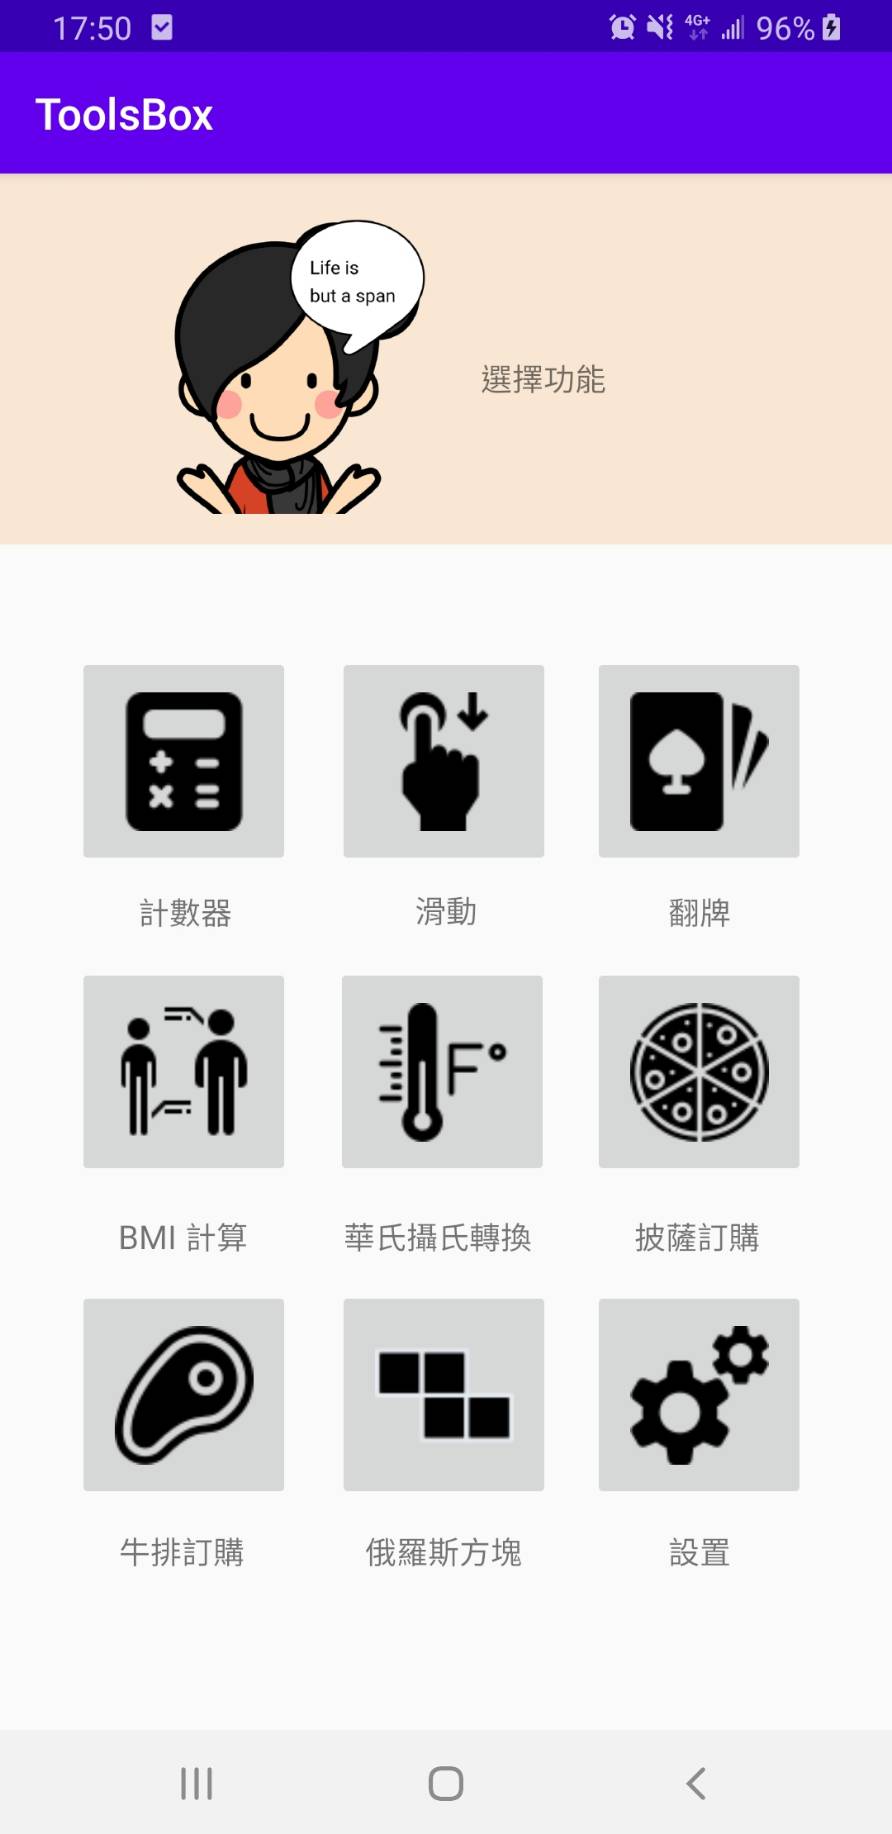 17:50
4G+
96%
ToolsBox
Life is
but a span
選擇功能
計數器
滑動
翻牌
F°
BMI 計算
華氏攝氏轉換
披薩訂購
牛排訂購
俄羅斯方塊
設置